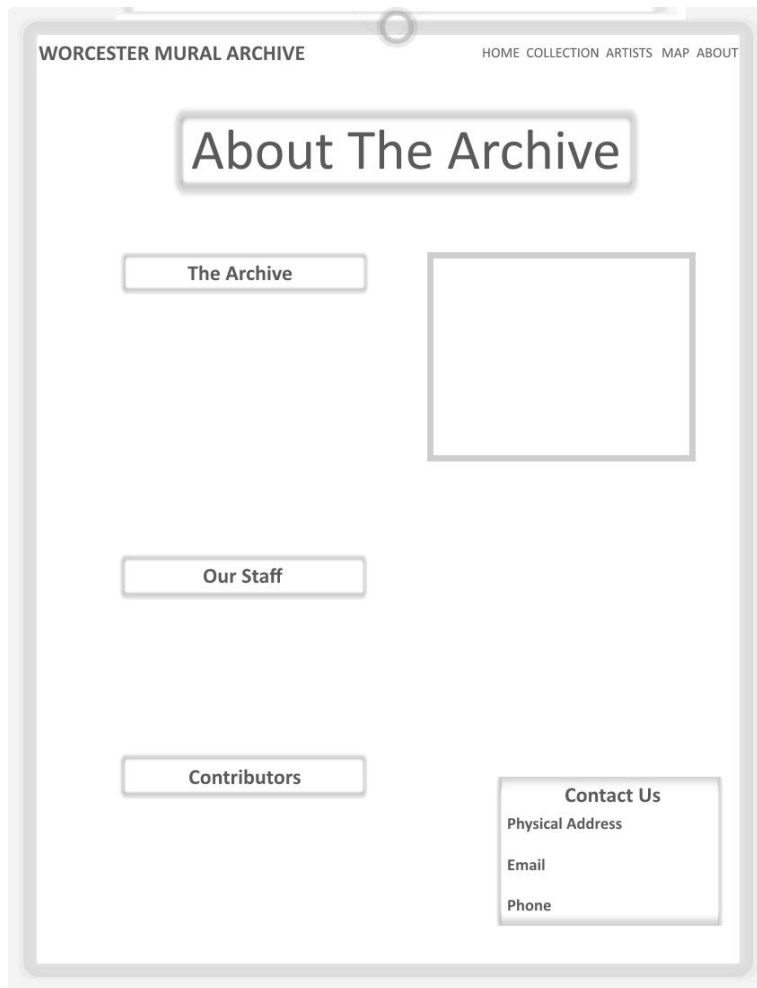 WORCESTER MURAL ARCHIVE
HOME COLLECTION ARTISTS MAP ABOUT
About The Archive
The Archive
Our Staff
Contributors
Contact Us
Physical Address
Email
Phone